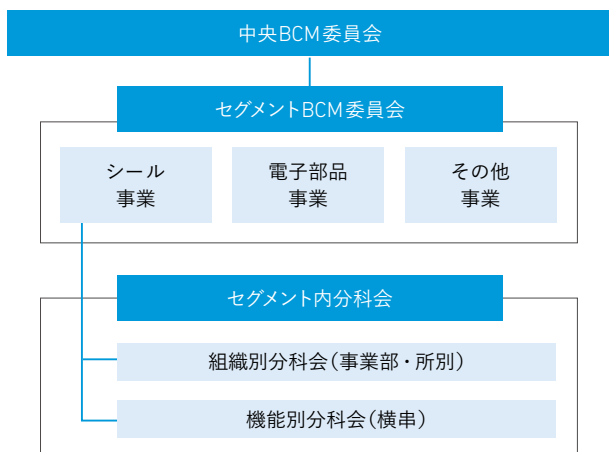 中央BCM委員会
セグメントBCM委員会
シール
事業
電子部品
事業
その他
事業
セグメント内分科会
組織別分科会（事業部・所別）
機能別分科会（横串）